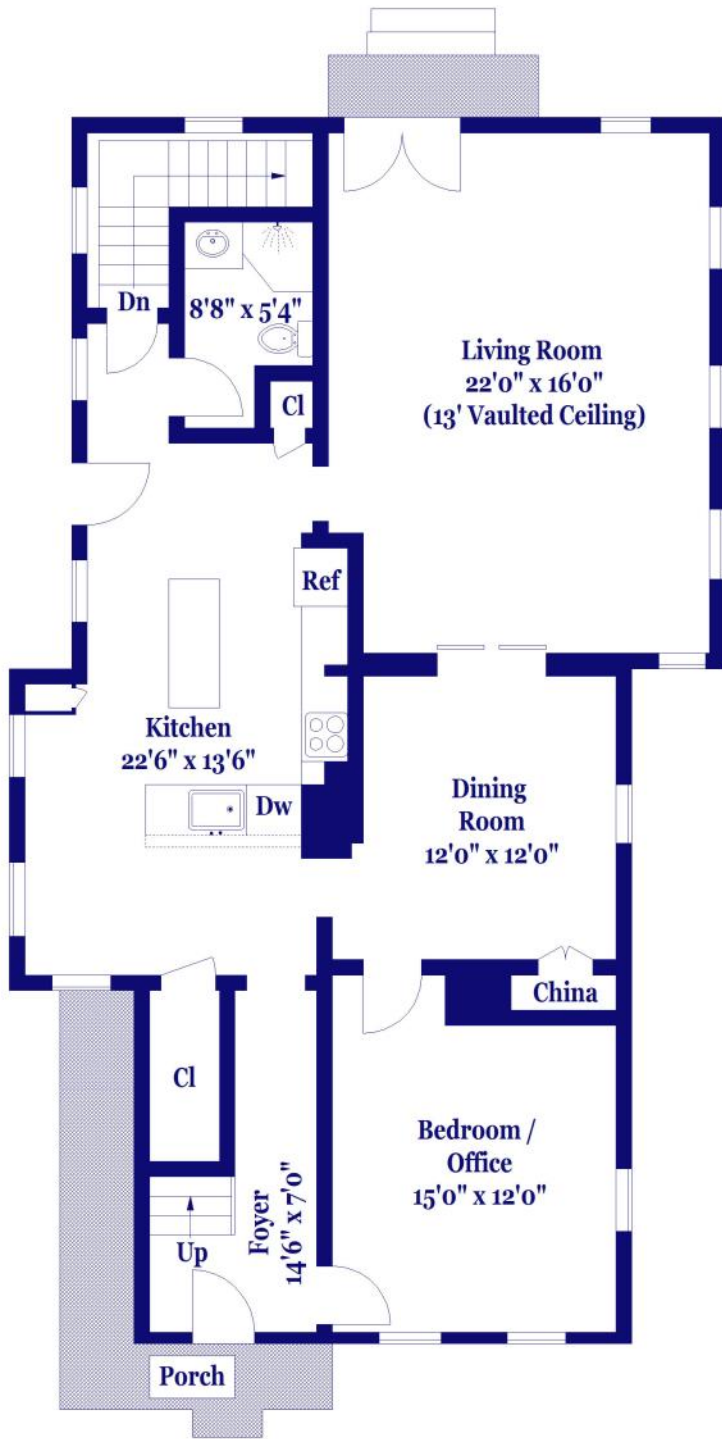 Dn
8'8" x 5'4"
Cl
Living Room
22'0" x 16'0"
(13' Vaulted Ceiling)
Ref
Kitchen
22'6" x 13'6"
Dw
Dining
Room
12'0" x 12'0"
China
Cl
Bedroom /
Office
15'0" x 12'0"
Foyer
14'6" x 7'0"
Up
Porch